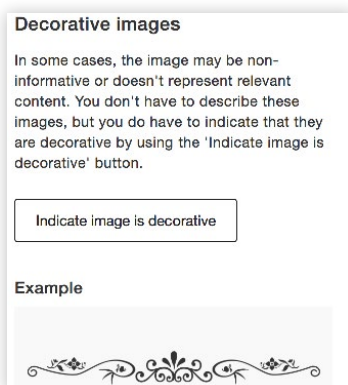 Decorative images
In some cases, the image may be non-
informative or doesn't represent relevant
content. You don't have to describe these
images, but you do have to indicate that they
are decorative by using the 'Indicate image is
decorative' button.
Indicate image is decorative
Example